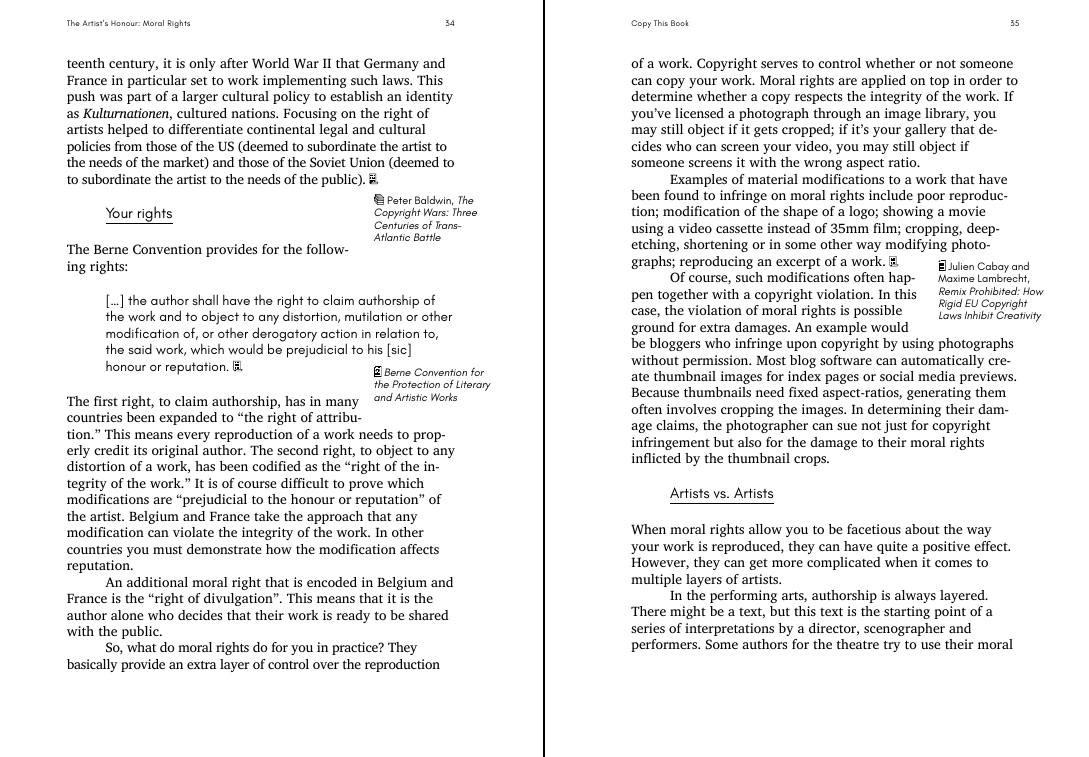 The Artist's Honour: Moral Rights 34
teenth century, it is only after World War II that Germany and
France in particular set to work implementing such laws. This
push was part of a larger cultural policy to establish an identity
as Kulturnationen, cultured nations. Focusing on the right of
artists helped to differentiate continental legal and cultural
policies from those of the US (deemed to subordinate the artist to
the needs of the market) and those of the Soviet Union (deemed to
to subordinate the artist to the needs of the public).
Peter Baldwin, The
Copyright Wars: Three
Centuries of Trans-
Atlantic Battle
Your rights
The Berne Convention provides for the follow-
ing rights:
[…] the author shall have the right to claim authorship of
the work and to object to any distortion, mutilation or other
modification of, or other derogatory action in relation to,
the said work, which would be prejudicial to his [sic]
honour or reputation.
Berne Convention for
the Protection of Literary
and Artistic Works
The first right, to claim authorship, has in many
countries been expanded to “the right of attribu-
tion.” This means every reproduction of a work needs to prop-
erly credit its original author. The second right, to object to any
distortion of a work, has been codified as the “right of the in-
tegrity of the work.” It is of course difficult to prove which
modifications are “prejudicial to the honour or reputation” of
the artist. Belgium and France take the approach that any
modification can violate the integrity of the work. In other
countries you must demonstrate how the modification affects
reputation.
An additional moral right that is encoded in Belgium and
France is the “right of divulgation”. This means that it is the
author alone who decides that their work is ready to be shared
with the public.
So, what do moral rights do for you in practice? They
basically provide an extra layer of control over the reproduction
Copy This Book 35
of a work. Copyright serves to control whether or not someone
can copy your work. Moral rights are applied on top in order to
determine whether a copy respects the integrity of the work. If
you’ve licensed a photograph through an image library, you
may still object if it gets cropped; if it’s your gallery that de-
cides who can screen your video, you may still object if
someone screens it with the wrong aspect ratio.
Examples of material modifications to a work that have
been found to infringe on moral rights include poor reproduc-
tion; modification of the shape of a logo; showing a movie
using a video cassette instead of 35mm film; cropping, deep-
etching, shortening or in some other way modifying photo-
graphs; reproducing an excerpt of a work.
Julien Cabay and
Maxime Lambrecht,
Remix Prohibited: How
Rigid EU Copyright
Laws Inhibit Creativity
Of course, such modifications often hap-
pen together with a copyright violation. In this
case, the violation of moral rights is possible
ground for extra damages. An example would
be bloggers who infringe upon copyright by using photographs
without permission. Most blog software can automatically cre-
ate thumbnail images for index pages or social media previews.
Because thumbnails need fixed aspect-ratios, generating them
often involves cropping the images. In determining their dam-
age claims, the photographer can sue not just for copyright
infringement but also for the damage to their moral rights
inflicted by the thumbnail crops.
Artists vs. Artists
When moral rights allow you to be facetious about the way
your work is reproduced, they can have quite a positive effect.
However, they can get more complicated when it comes to
multiple layers of artists.
In the performing arts, authorship is always layered.
There might be a text, but this text is the starting point of a
series of interpretations by a director, scenographer and
performers. Some authors for the theatre try to use their moral